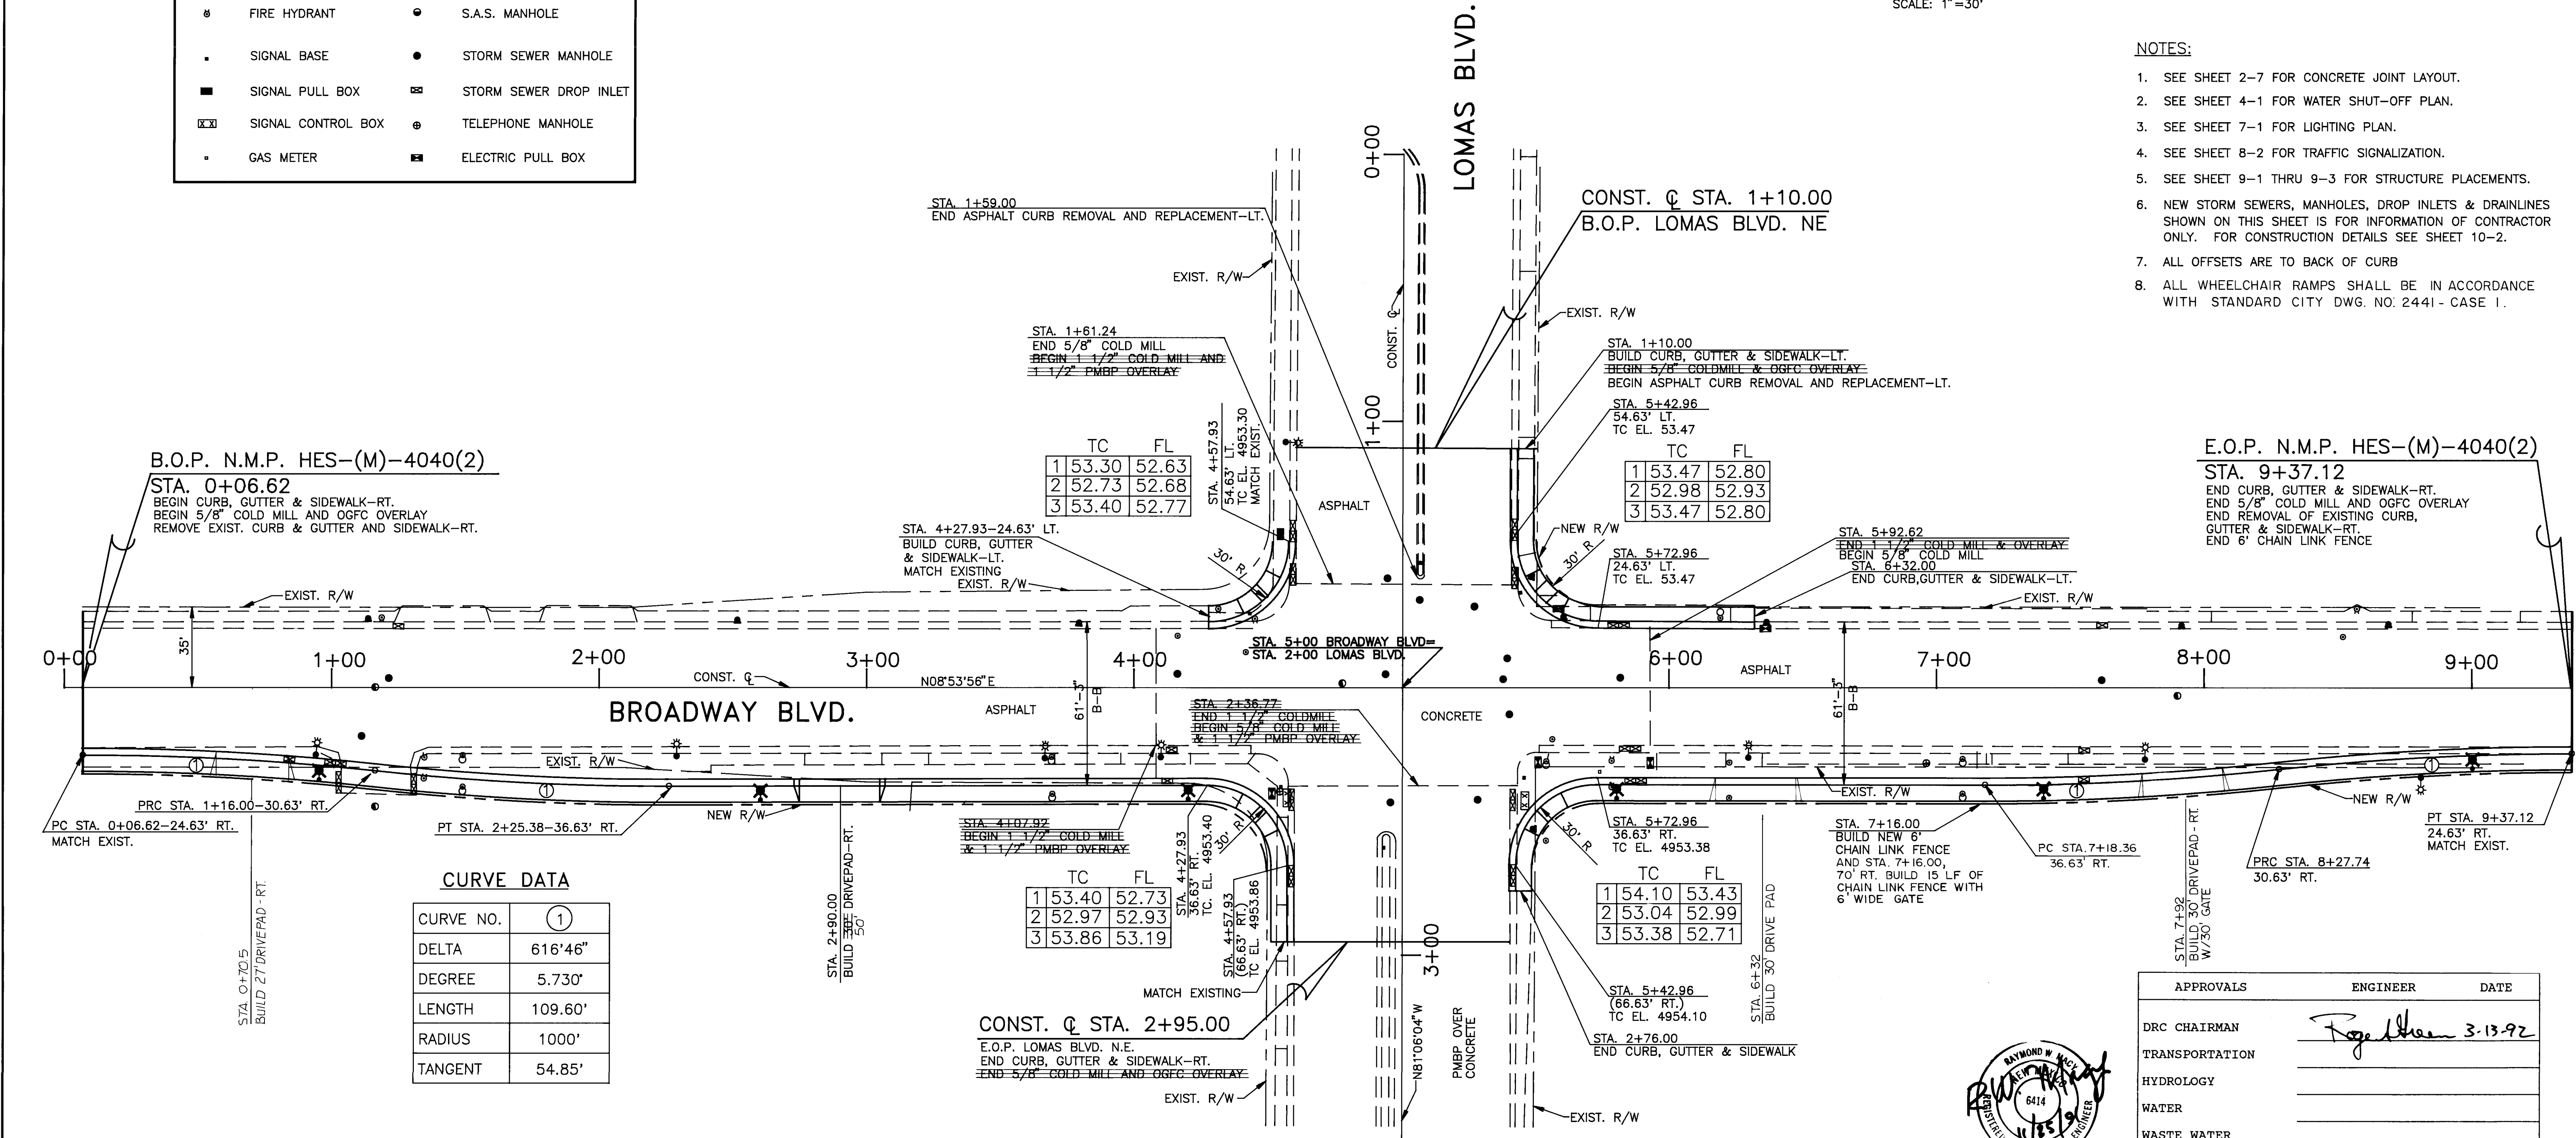 SCALE: 1"=30'
FIRE HYDRANT
S.A.S. MANHOLE
SIGNAL BASE
STORM SEWER MANHOLE
SIGNAL PULL BOX
STORM SEWER DROP INLET
SIGNAL CONTROL BOX
TELEPHONE MANHOLE
GAS METER
ELECTRIC PULL BOX
LOMAS BLVD.
NOTES:
1. SEE SHEET 2-7 FOR CONCRETE JOINT LAYOUT.
2. SEE SHEET 4-1 FOR WATER SHUT-OFF PLAN.
3. SEE SHEET 7-1 FOR LIGHTING PLAN.
4. SEE SHEET 8-2 FOR TRAFFIC SIGNALIZATION.
5. SEE SHEET 9-1 THRU 9-3 FOR STRUCTURE PLACEMENTS.
6. NEW STORM SEWERS, MANHOLES, DROP INLETS & DRAINLINES
SHOWN ON THIS SHEET IS FOR INFORMATION OF CONTRACTOR
ONLY. FOR CONSTRUCTION DETAILS SEE SHEET 10-2.
7. ALL OFFSETS ARE TO BACK OF CURB
8. ALL WHEELCHAIR RAMPS SHALL BE IN ACCORDANCE
WITH STANDARD CITY DWG. NO. 2441 - CASE I.
0+00
STA. 1+59.00
END ASPHALT CURB REMOVAL AND REPLACEMENT-LT.
CONST. ℄ STA. 1+10.00
B.O.P. LOMAS BLVD. NE
EXIST. R/W
EXIST. R/W
CONST. ℄
STA. 1+61.24
END 5/8" COLD MILL
BEGIN 1 1/2" COLD MILL AND
1 1/2" PMBP OVERLAY
STA. 1+10.00
BUILD CURB, GUTTER & SIDEWALK-LT.
BEGIN 5/8" COLDMILL & OGFC OVERLAY
BEGIN ASPHALT CURB REMOVAL AND REPLACEMENT-LT.
1+00
STA. 5+42.96
54.63' LT.
TC EL. 53.47
STA. 4+57.93
54.63' LT.
TC EL. 4953.30
MATCH EXIST.
TC FL
1 53.30 52.63
2 52.73 52.68
3 53.40 52.77
TC FL
1 53.47 52.80
2 52.98 52.93
3 53.47 52.80
ASPHALT
B.O.P. N.M.P. HES-(M)-4040(2)
STA. 0+06.62
BEGIN CURB, GUTTER & SIDEWALK-RT.
BEGIN 5/8" COLD MILL AND OGFC OVERLAY
REMOVE EXIST. CURB & GUTTER AND SIDEWALK-RT.
E.O.P. N.M.P. HES-(M)-4040(2)
STA. 9+37.12
END CURB, GUTTER & SIDEWALK-RT.
END 5/8" COLD MILL AND OGFC OVERLAY
END REMOVAL OF EXISTING CURB,
GUTTER & SIDEWALK-RT.
END 6' CHAIN LINK FENCE
STA. 4+27.93-24.63' LT.
BUILD CURB, GUTTER
& SIDEWALK-LT.
MATCH EXISTING
EXIST. R/W
30' R.
NEW R/W
30' R
STA. 5+72.96
24.63' LT.
TC EL. 53.47
STA. 5+92.62
END 1 1/2" COLD MILL & OVERLAY
BEGIN 5/8" COLD MILL
STA. 6+32.00
END CURB,GUTTER & SIDEWALK-LT.
EXIST. R/W
EXIST. R/W
35'
STA. 5+00 BROADWAY BLVD=
STA. 2+00 LOMAS BLVD.
0+00 1+00 2+00 3+00 4+00 6+00 7+00 8+00 9+00
CONST. ℄
N08°53'56"E
ASPHALT
BROADWAY BLVD.
ASPHALT
61'-3"
B-B
STA. 2+36.77
END 1 1/2" COLDMILL
BEGIN 5/8" COLD MILL
& 1 1/2" PMBP OVERLAY
CONCRETE
61'-3"
B-B
EXIST. R/W
EXIST. R/W
NEW R/W
NEW R/W
1
1
1
1
PRC STA. 1+16.00-30.63' RT.
PC STA. 0+06.62-24.63' RT.
MATCH EXIST.
PT STA. 2+25.38-36.63' RT.
STA. 4+07.92
BEGIN 1 1/2" COLD MILL
& 1 1/2" PMBP OVERLAY
STA. 4+27.93
36.63' RT.
TC. EL. 4953.40
30' R
30' R
STA. 5+72.96
36.63' RT.
TC EL. 4953.38
STA. 7+16.00
BUILD NEW 6'
CHAIN LINK FENCE
AND STA. 7+16.00,
70' RT. BUILD 15 LF OF
CHAIN LINK FENCE WITH
6' WIDE GATE
PC STA.7+18.36
36.63' RT.
PRC STA. 8+27.74
30.63' RT.
PT STA. 9+37.12
24.63' RT.
MATCH EXIST.
STA. 0+70.5
BUILD 27' DRIVEPAD - RT.
STA. 2+90.00
BUILD 30' DRIVEPAD-RT.
50'
CURVE DATA
CURVE NO. 1
DELTA 616'46"
DEGREE 5.730°
LENGTH 109.60'
RADIUS 1000'
TANGENT 54.85'
TC FL
1 53.40 52.73
2 52.97 52.93
3 53.86 53.19
STA. 4+57.93
(66.63' RT.)
TC EL. 4953.86
TC FL
1 54.10 53.43
2 53.04 52.99
3 53.38 52.71
STA. 6+32
BUILD 30' DRIVE PAD
STA. 7+92
BUILD 30' DRIVEPAD - RT.
W/30' GATE
3+00
MATCH EXISTING
CONST. ℄ STA. 2+95.00
E.O.P. LOMAS BLVD. N.E.
END CURB, GUTTER & SIDEWALK-RT.
END 5/8" COLD MILL AND OGFC OVERLAY
EXIST. R/W
STA. 5+42.96
(66.63' RT.)
TC EL. 4954.10
STA. 2+76.00
END CURB, GUTTER & SIDEWALK
N81°06'04"W
PMBP OVER
CONCRETE
EXIST. R/W
APPROVALS ENGINEER DATE
DRC CHAIRMAN 3-13-92
TRANSPORTATION
HYDROLOGY
WATER
WASTE WATER
RAYMOND W. MACY
NEW MEXICO
6414
REGISTERED
ENGINEER